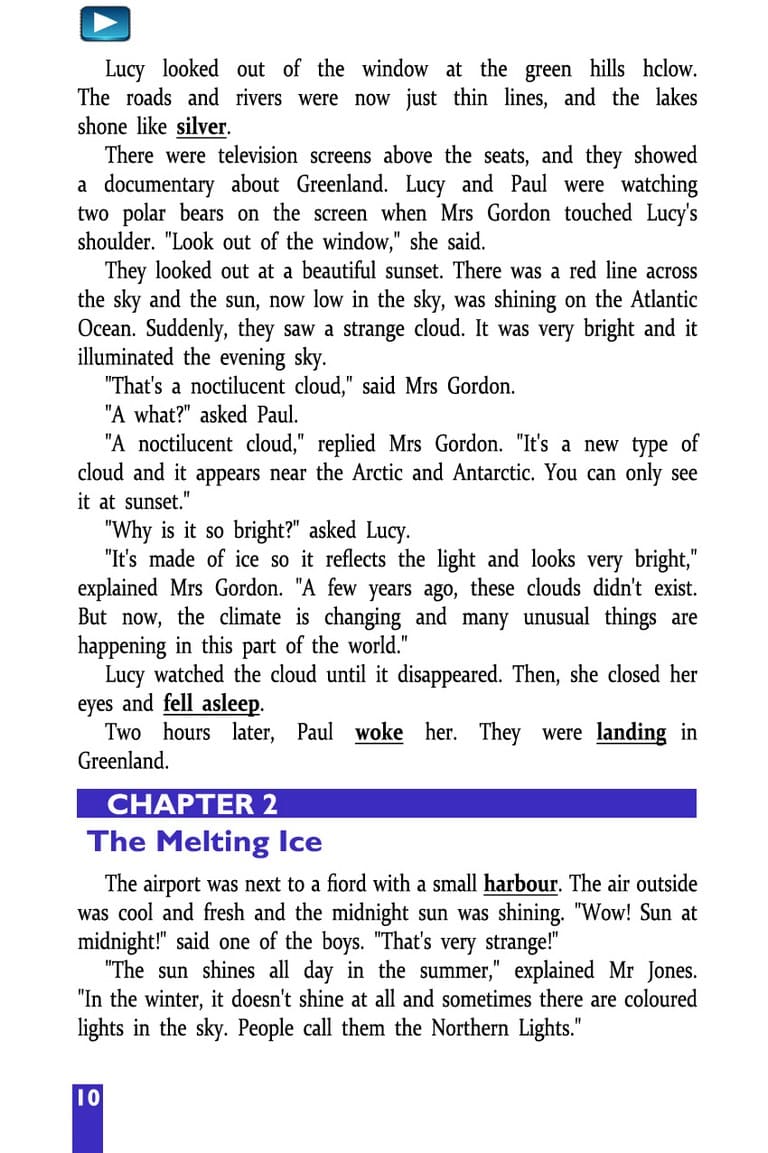 Lucy looked out of the window at the green hills hclow.
The roads and rivers were now just thin lines, and the lakes
shone like silver.
There were television screens above the seats, and they showed
a documentary about Greenland. Lucy and Paul were watching
two polar bears on the screen when Mrs Gordon touched Lucy's
shoulder. "Look out of the window," she said.
They looked out at a beautiful sunset. There was a red line across
the sky and the sun, now low in the sky, was shining on the Atlantic
Ocean. Suddenly, they saw a strange cloud. It was very bright and it
illuminated the evening sky.
"That's a noctilucent cloud," said Mrs Gordon.
"A what?" asked Paul.
"A noctilucent cloud," replied Mrs Gordon. "It's a new type of
cloud and it appears near the Arctic and Antarctic. You can only see
it at sunset."
"Why is it so bright?" asked Lucy.
"It's made of ice so it reflects the light and looks very bright,"
explained Mrs Gordon. "A few years ago, these clouds didn't exist.
But now, the climate is changing and many unusual things are
happening in this part of the world."
Lucy watched the cloud until it disappeared. Then, she closed her
eyes and fell asleep.
Two hours later, Paul woke her. They were landing in
Greenland.
CHAPTER 2
The Melting Ice
The airport was next to a fiord with a small harbour. The air outside
was cool and fresh and the midnight sun was shining. "Wow! Sun at
midnight!" said one of the boys. "That's very strange!"
"The sun shines all day in the summer," explained Mr Jones.
"In the winter, it doesn't shine at all and sometimes there are coloured
lights in the sky. People call them the Northern Lights."
10